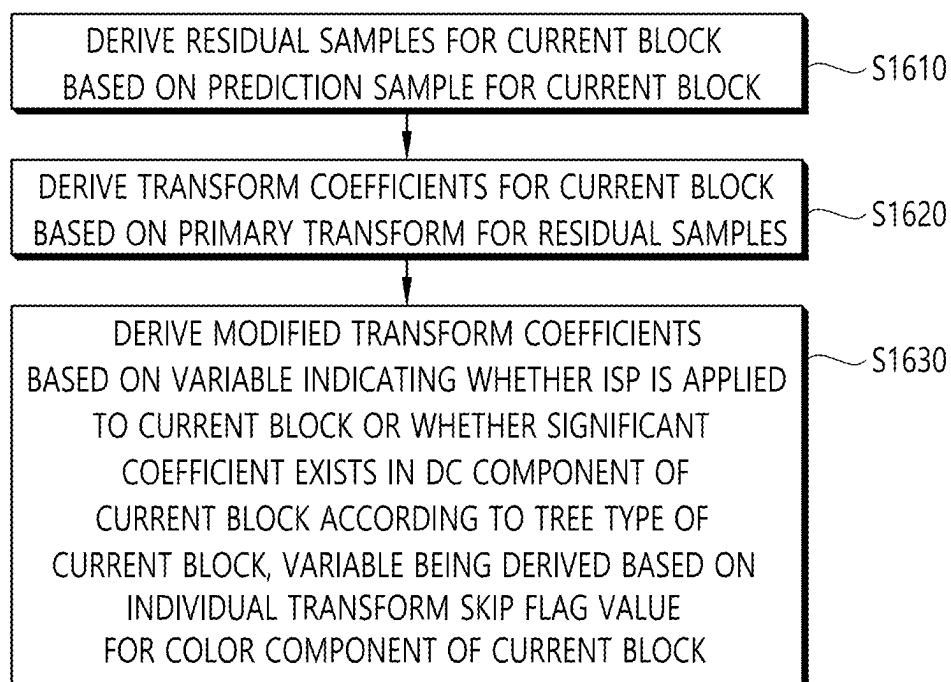 DERIVE RESIDUAL SAMPLES FOR CURRENT BLOCK
BASED ON PREDICTION SAMPLE FOR CURRENT BLOCK
S1610
DERIVE TRANSFORM COEFFICIENTS FOR CURRENT BLOCK
BASED ON PRIMARY TRANSFORM FOR RESIDUAL SAMPLES
S1620
DERIVE MODIFIED TRANSFORM COEFFICIENTS
BASED ON VARIABLE INDICATING WHETHER ISP IS APPLIED
TO CURRENT BLOCK OR WHETHER SIGNIFICANT
COEFFICIENT EXISTS IN DC COMPONENT OF
CURRENT BLOCK ACCORDING TO TREE TYPE OF
CURRENT BLOCK, VARIABLE BEING DERIVED BASED ON
INDIVIDUAL TRANSFORM SKIP FLAG VALUE
FOR COLOR COMPONENT OF CURRENT BLOCK
S1630